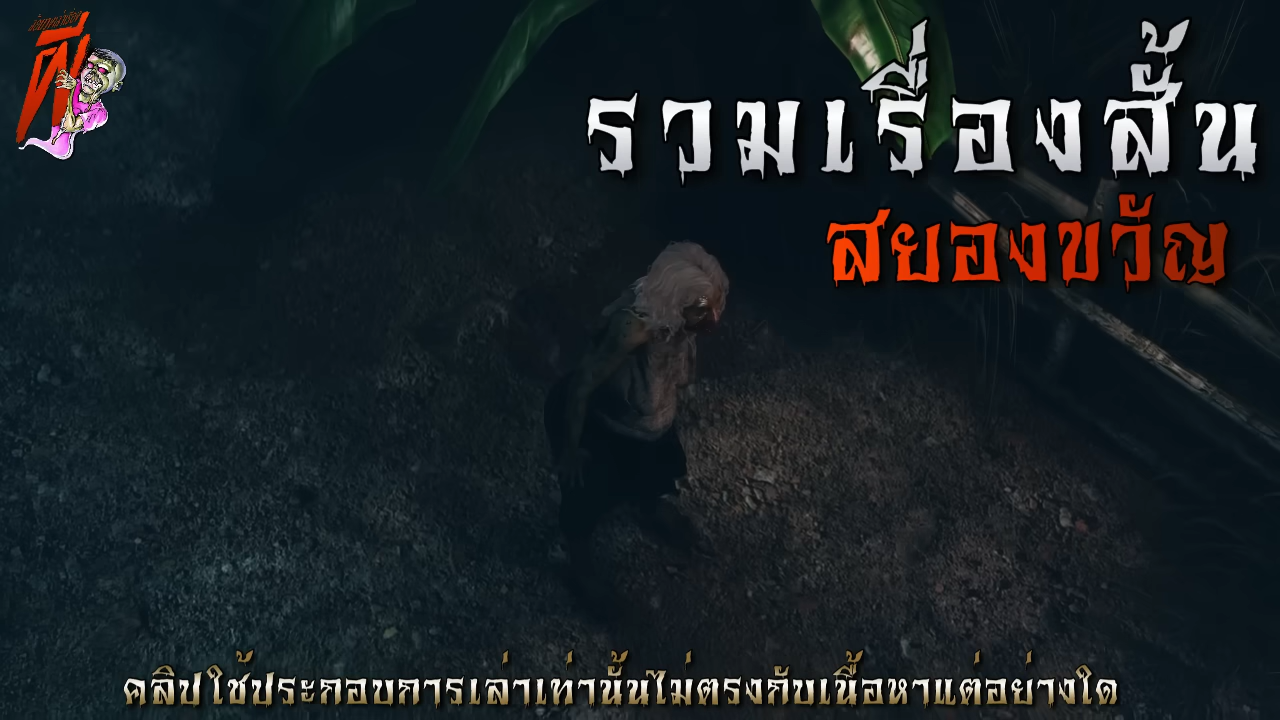 ผี
รวมเรื่องสั้น
สยองขวัญ
คลิปใช้ประกอบการเล่าเท่านั้นไม่ตรงกับเนื้อหาแต่อย่างใด